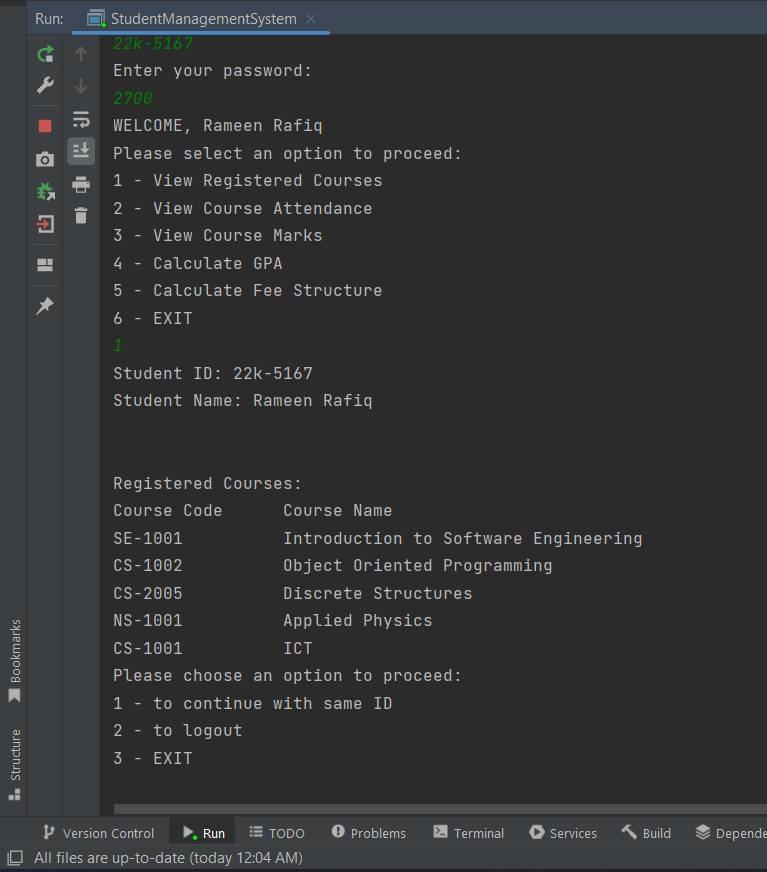 Run: StudentManagementSystem
22k-5167
Enter your password:
2700
WELCOME, Rameen Rafiq
Please select an option to proceed:
1 - View Registered Courses
2 - View Course Attendance
3 - View Course Marks
4 - Calculate GPA
5 - Calculate Fee Structure
6 - EXIT
1
Student ID: 22k-5167
Student Name: Rameen Rafiq
Registered Courses:
Course Code Course Name
SE-1001 Introduction to Software Engineering
CS-1002 Object Oriented Programming
CS-2005 Discrete Structures
NS-1001 Applied Physics
CS-1001 ICT
Please choose an option to proceed:
1 - to continue with same ID
2 - to logout
3 - EXIT
Bookmarks
Structure
Version Control Run TODO Problems Terminal Services Build Depende
All files are up-to-date (today 12:04 AM)